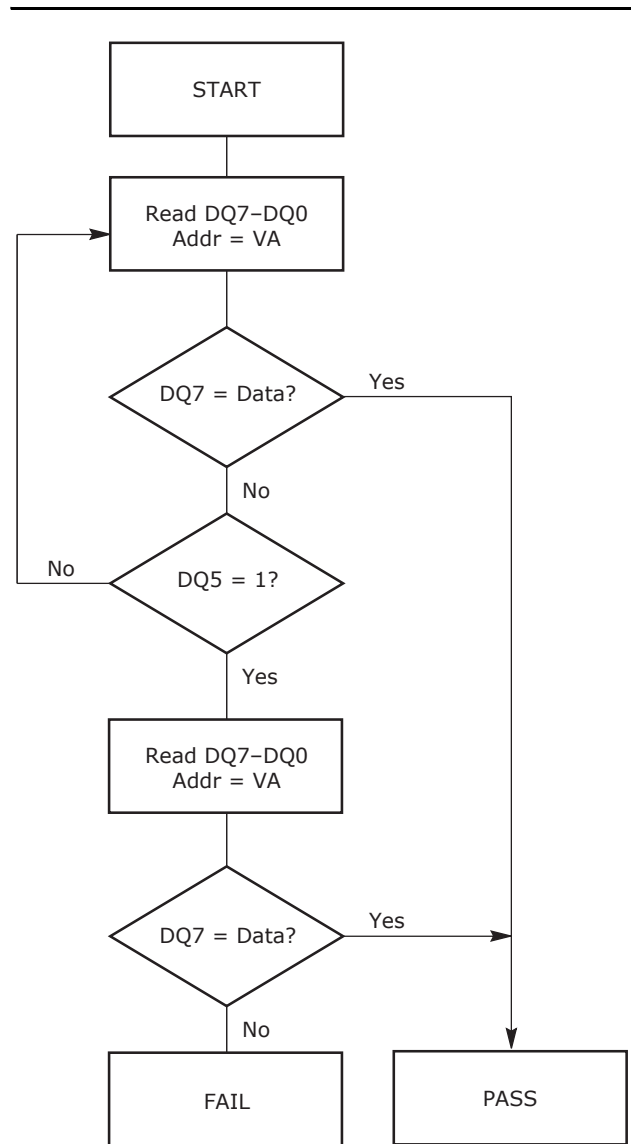 START
Read DQ7–DQ0
Addr = VA
DQ7 = Data?
Yes
No
No
DQ5 = 1?
Yes
Read DQ7–DQ0
Addr = VA
DQ7 = Data?
Yes
No
FAIL
PASS